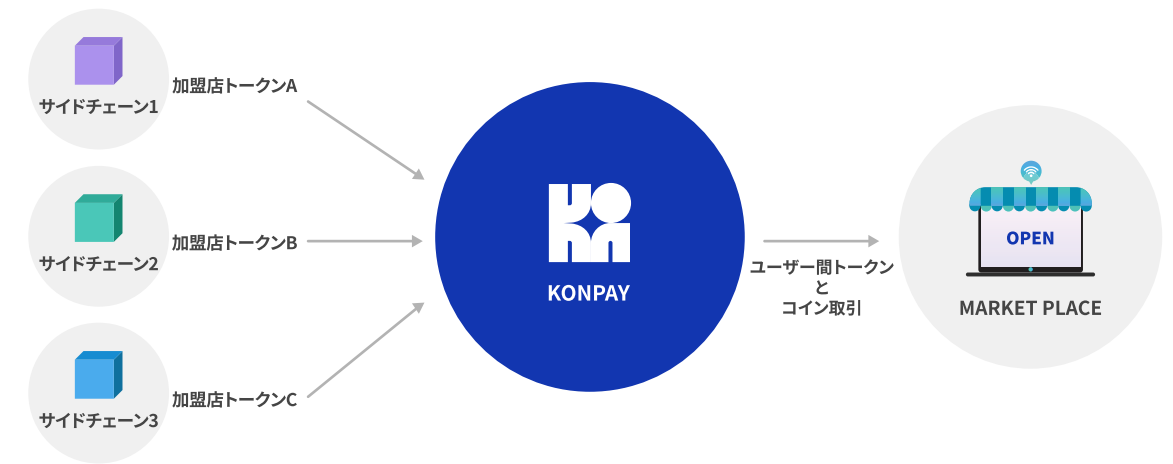 サイドチェーン1
加盟店トークンA
サイドチェーン2
加盟店トークンB
サイドチェーン3
加盟店トークンC
KONPAY
ユーザー間トークン
と
コイン取引
OPEN
MARKET PLACE